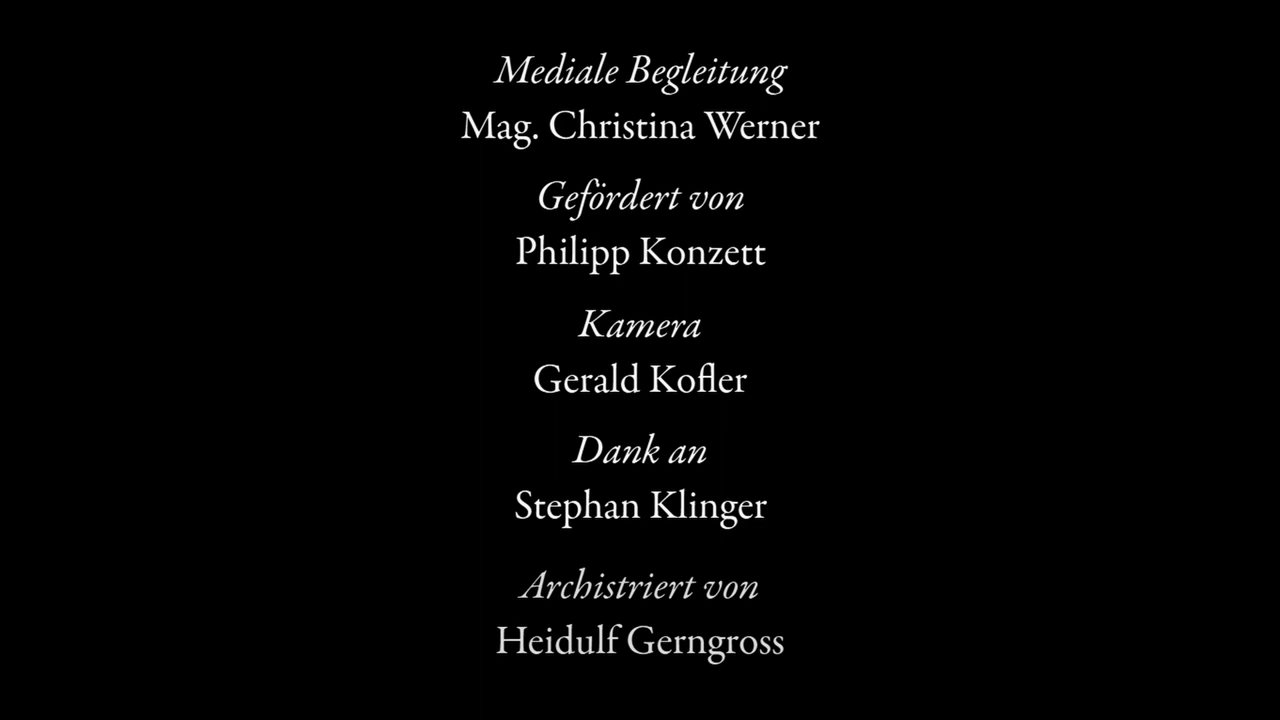 Mediale Begleitung
Mag. Christina Werner
Gefördert von
Philipp Konzett
Kamera
Gerald Kofler
Dank an
Stephan Klinger
Archistriert von
Heidulf Gerngross